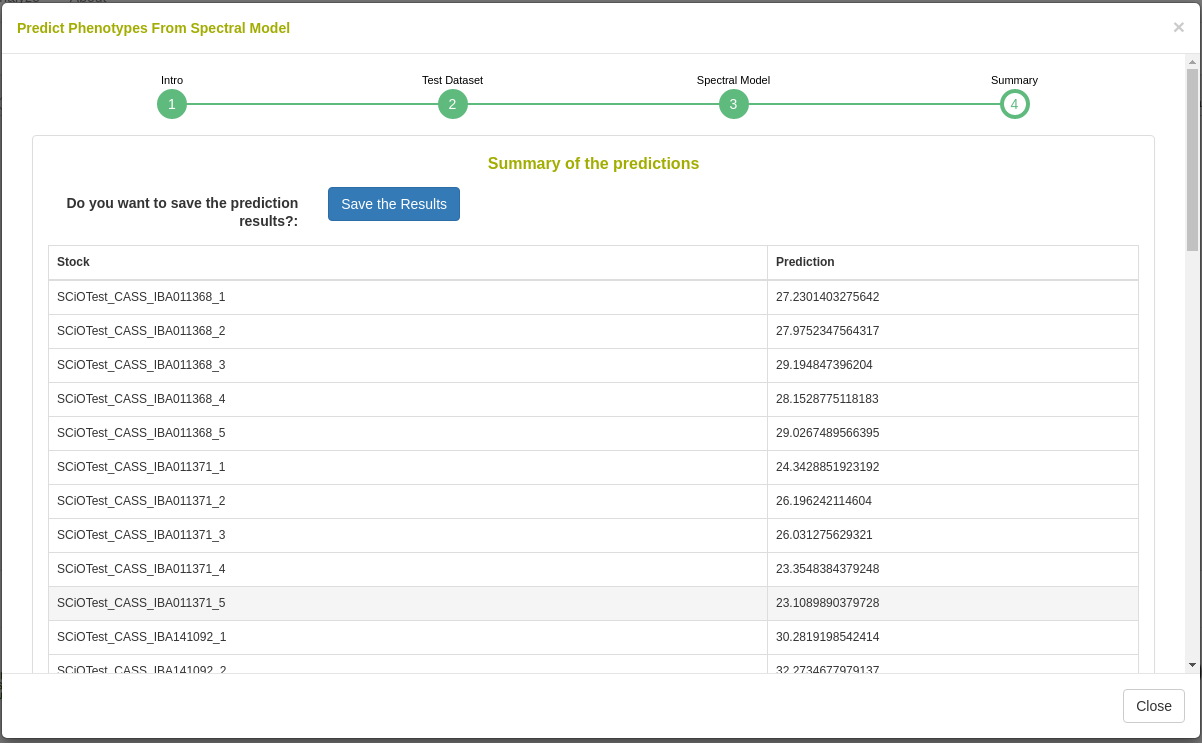 Predict Phenotypes From Spectral Model ×
Intro Test Dataset Spectral Model Summary
1 2 3 4
Summary of the predictions
Do you want to save the prediction
results?:
Save the Results
Stock Prediction
SCiOTest_CASS_IBA011368_1 27.2301403275642
SCiOTest_CASS_IBA011368_2 27.9752347564317
SCiOTest_CASS_IBA011368_3 29.194847396204
SCiOTest_CASS_IBA011368_4 28.1528775118183
SCiOTest_CASS_IBA011368_5 29.0267489566395
SCiOTest_CASS_IBA011371_1 24.3428851923192
SCiOTest_CASS_IBA011371_2 26.196242114604
SCiOTest_CASS_IBA011371_3 26.031275629321
SCiOTest_CASS_IBA011371_4 23.3548384379248
SCiOTest_CASS_IBA011371_5 23.1089890379728
SCiOTest_CASS_IBA141092_1 30.2819198542414
SCiOTest_CASS_IBA141092_2 32.2734677979137
Close